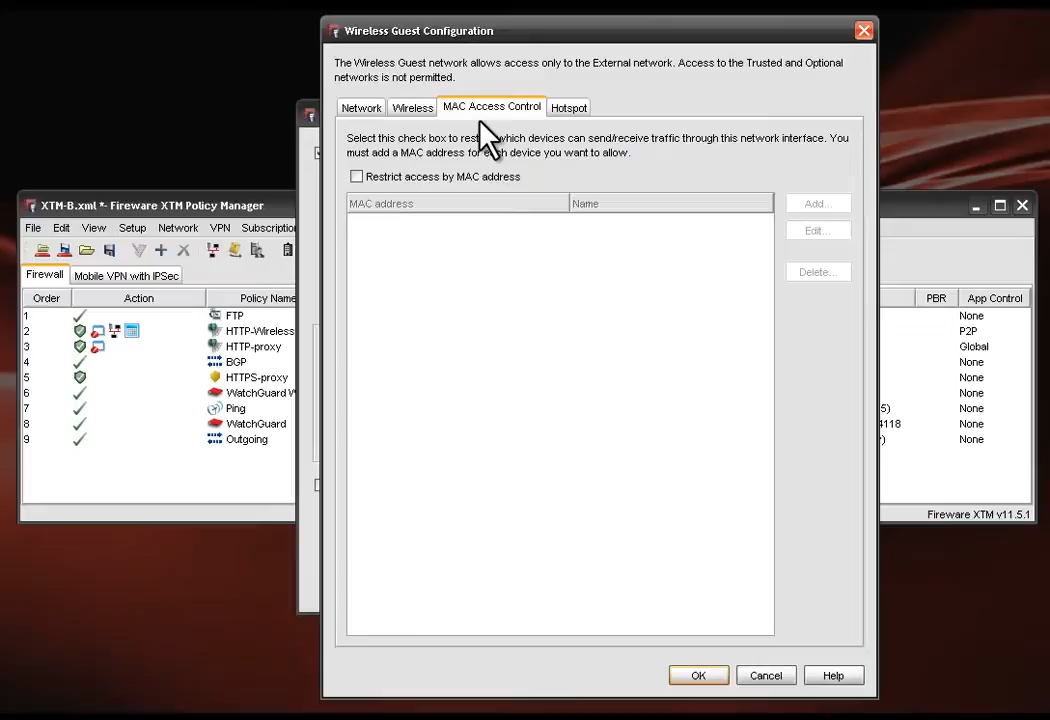 Wireless Guest Configuration
The Wireless Guest network allows access only to the External network. Access to the Trusted and Optional
networks is not permitted.
Network Wireless MAC Access Control Hotspot
Select this check box to which devices can send/receive traffic through this network interface. You
must add a MAC address for device you want to allow.
Restrict access by MAC address
MAC address Name
Add...
Edit...
Delete...
OK Cancel Help
XTM-B.xml *- Fireware XTM Policy Manager
File Edit View Setup Network VPN
Firewall Mobile VPN with IPSec
Order Action Policy Name PBR App Control
1 FTP None
2 HTTP-Wireless P2P
3 HTTP-proxy Global
4 BGP None
5 HTTPS-proxy None
6 WatchGuard W None
7 Ping 5) None
8 WatchGuard 4118 None
9 Outgoing ) None
Fireware XTM v11.5.1